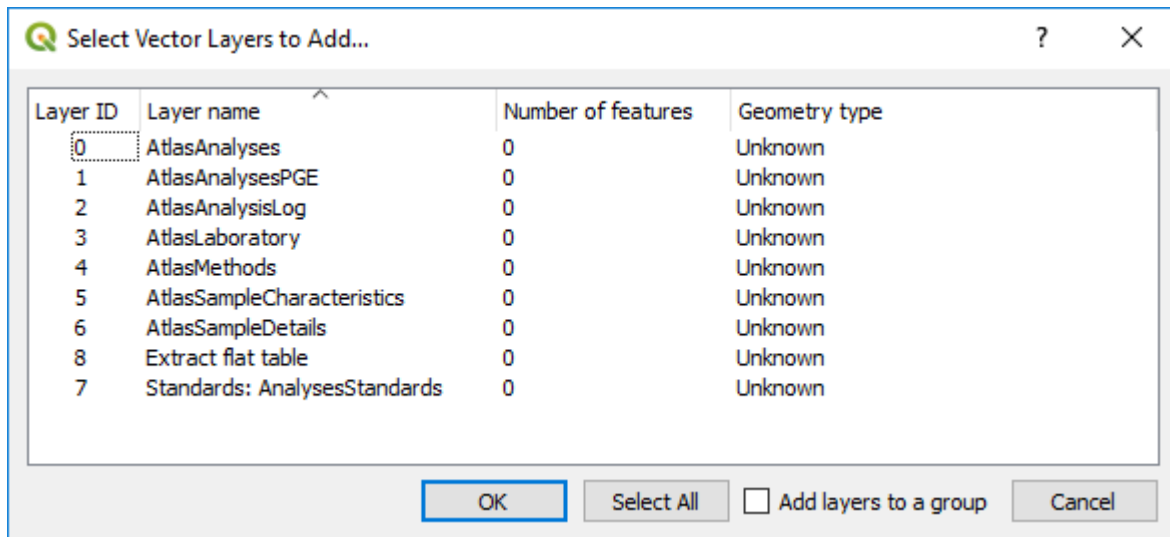 Select Vector Layers to Add... ?
Layer ID Layer name Number of features Geometry type
0 AtlasAnalyses 0 Unknown
1 AtlasAnalysesPGE 0 Unknown
2 AtlasAnalysisLog 0 Unknown
3 AtlasLaboratory 0 Unknown
4 AtlasMethods 0 Unknown
5 AtlasSampleCharacteristics 0 Unknown
6 AtlasSampleDetails 0 Unknown
8 Extract flat table 0 Unknown
7 Standards: AnalysesStandards 0 Unknown
OK Select All Add layers to a group Cancel